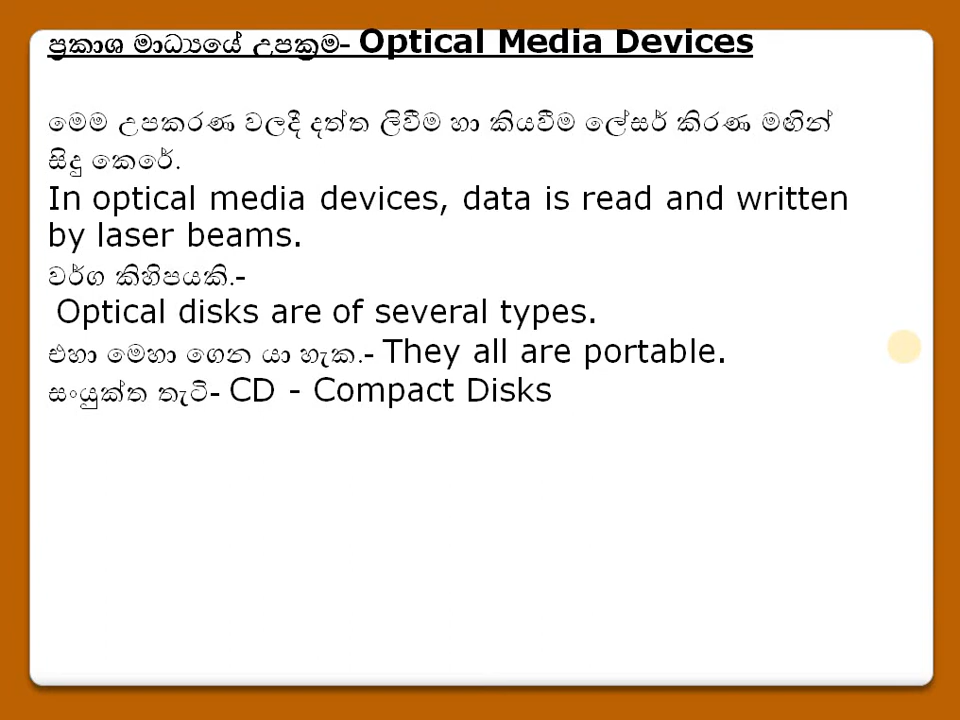 ප්‍රකාශ මාධ්‍යයේ උපක්‍රම- Optical Media Devices
මෙම උපකරණ වලදී දත්ත ලිවීම හා කියවීම ලේසර් කිරණ මඟින්
සිදු කෙරේ.
In optical media devices, data is read and written
by laser beams.
වර්ග කිහිපයකි.-
Optical disks are of several types.
එහා මෙහා ගෙන යා හැක.- They all are portable.
සංයුක්ත තැටි- CD - Compact Disks